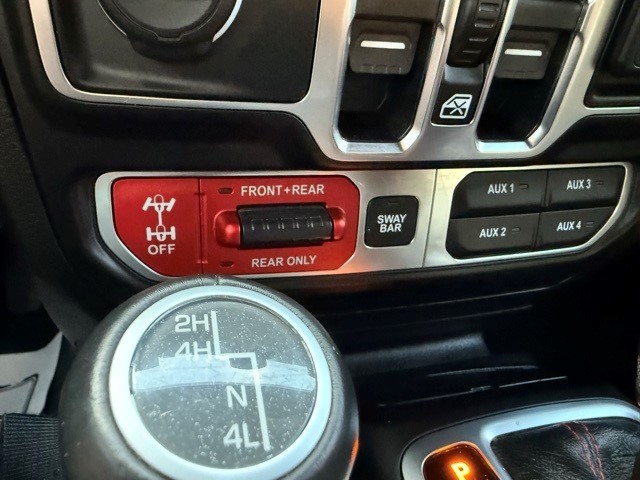 FRONT+REAR
OFF
REAR ONLY
SWAY
BAR
AUX 1
AUX 3
AUX 2
AUX 4
2H
4H
N
4L
P